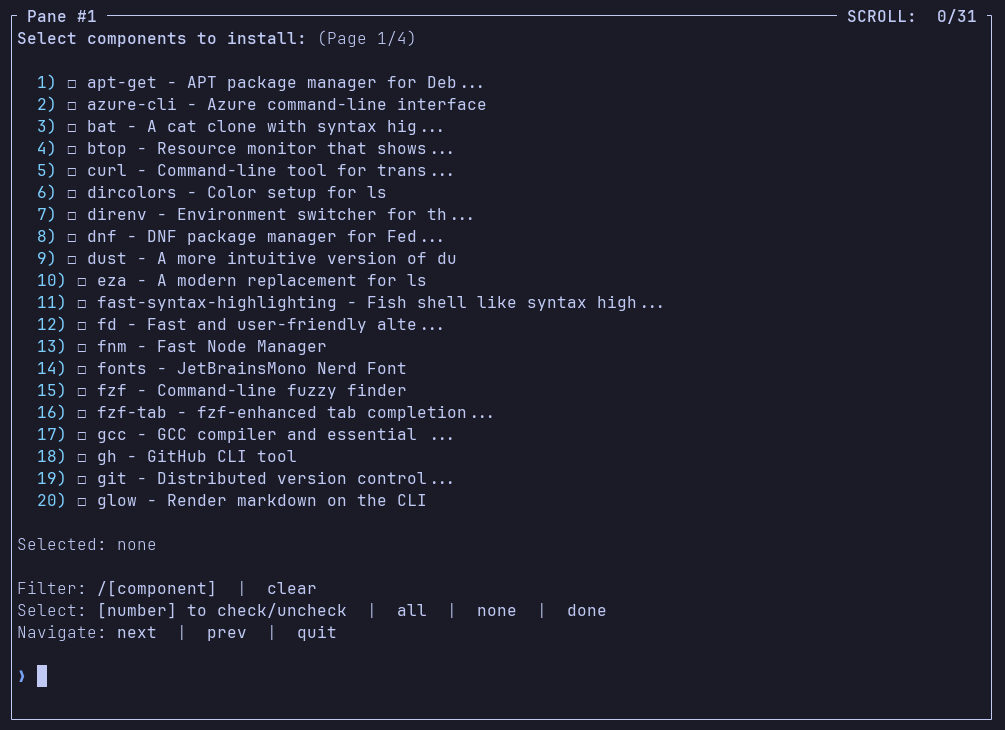 Pane #1 SCROLL: 0/31
Select components to install: (Page 1/4)
1) □ apt-get - APT package manager for Deb...
2) □ azure-cli - Azure command-line interface
3) □ bat - A cat clone with syntax hig...
4) □ btop - Resource monitor that shows...
5) □ curl - Command-line tool for trans...
6) □ dircolors - Color setup for ls
7) □ direnv - Environment switcher for th...
8) □ dnf - DNF package manager for Fed...
9) □ dust - A more intuitive version of du
10) □ eza - A modern replacement for ls
11) □ fast-syntax-highlighting - Fish shell like syntax high...
12) □ fd - Fast and user-friendly alte...
13) □ fnm - Fast Node Manager
14) □ fonts - JetBrainsMono Nerd Font
15) □ fzf - Command-line fuzzy finder
16) □ fzf-tab - fzf-enhanced tab completion...
17) □ gcc - GCC compiler and essential ...
18) □ gh - GitHub CLI tool
19) □ git - Distributed version control...
20) □ glow - Render markdown on the CLI
Selected: none
Filter: /[component] | clear
Select: [number] to check/uncheck | all | none | done
Navigate: next | prev | quit
❯